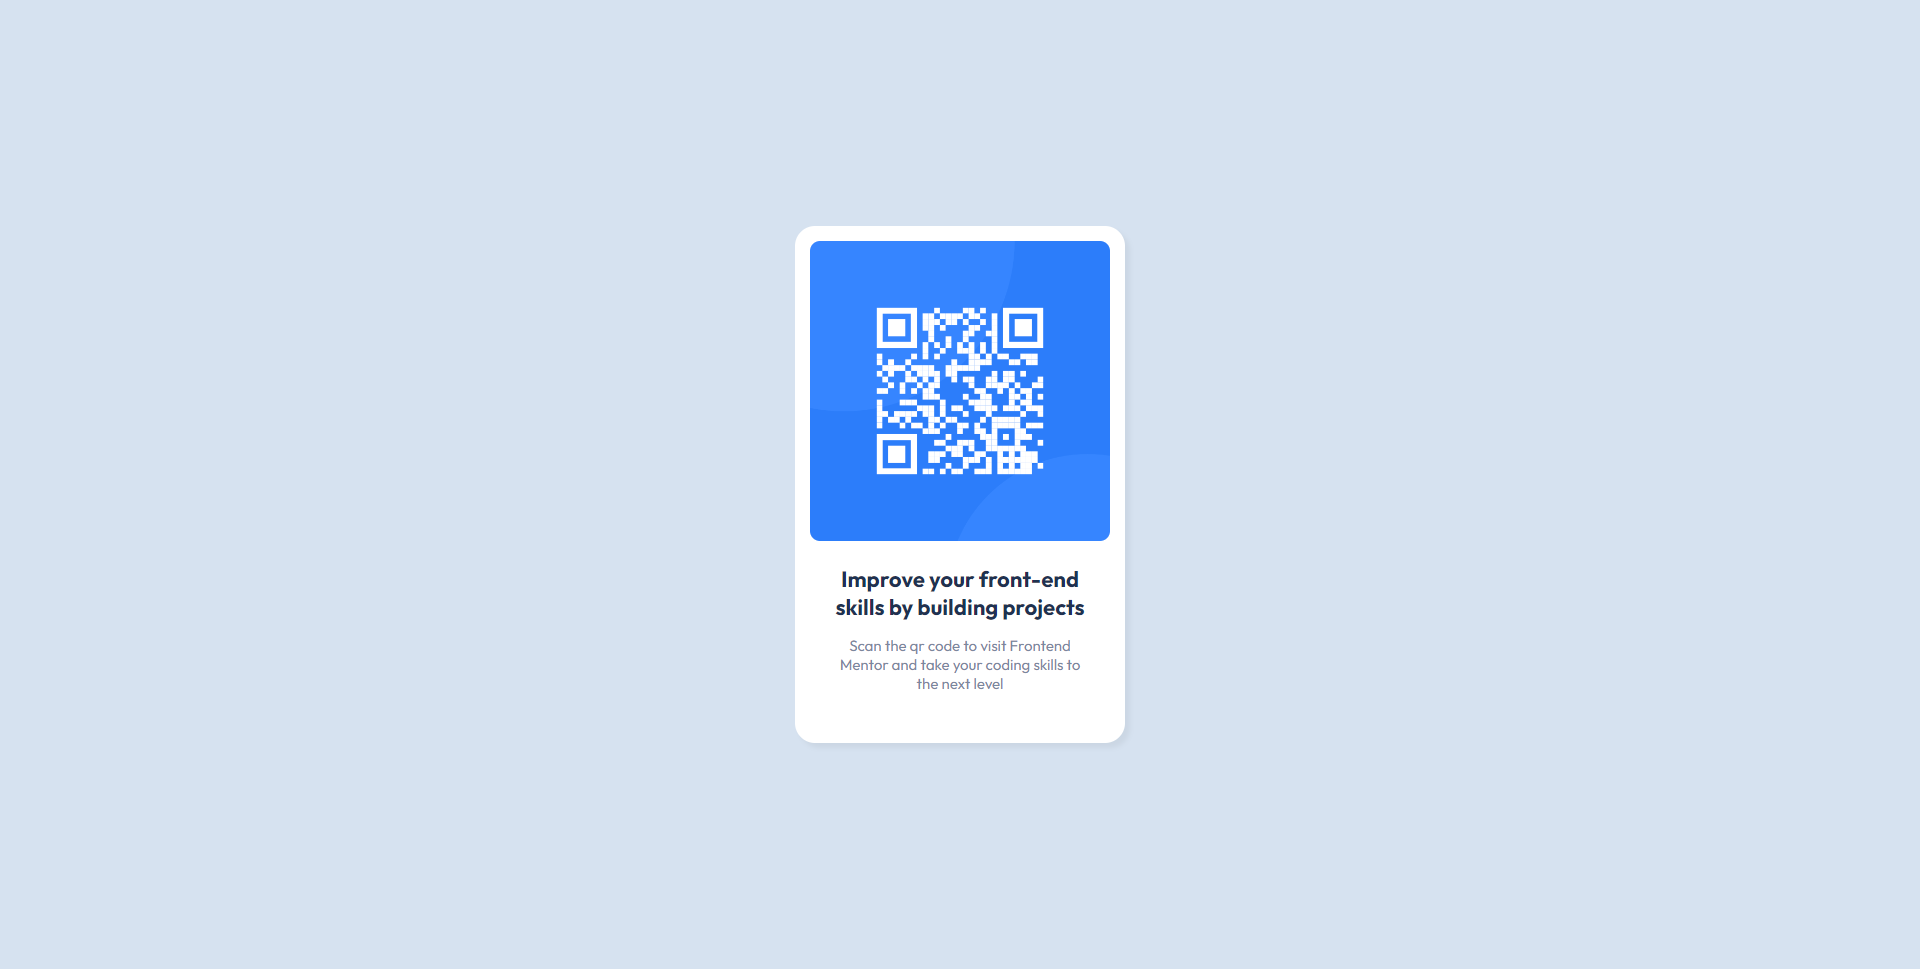 Improve your front-end
skills by building projects
Scan the qr code to visit Frontend
Mentor and take your coding skills to
the next level